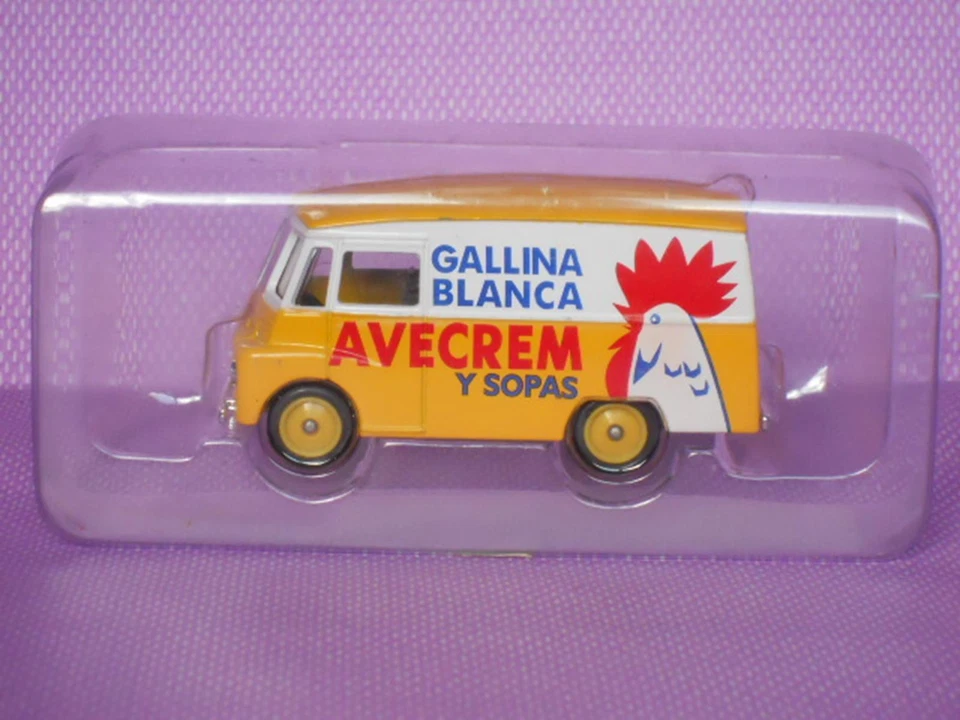 GALLINA
BLANCA
AVECREM
Y SOPAS